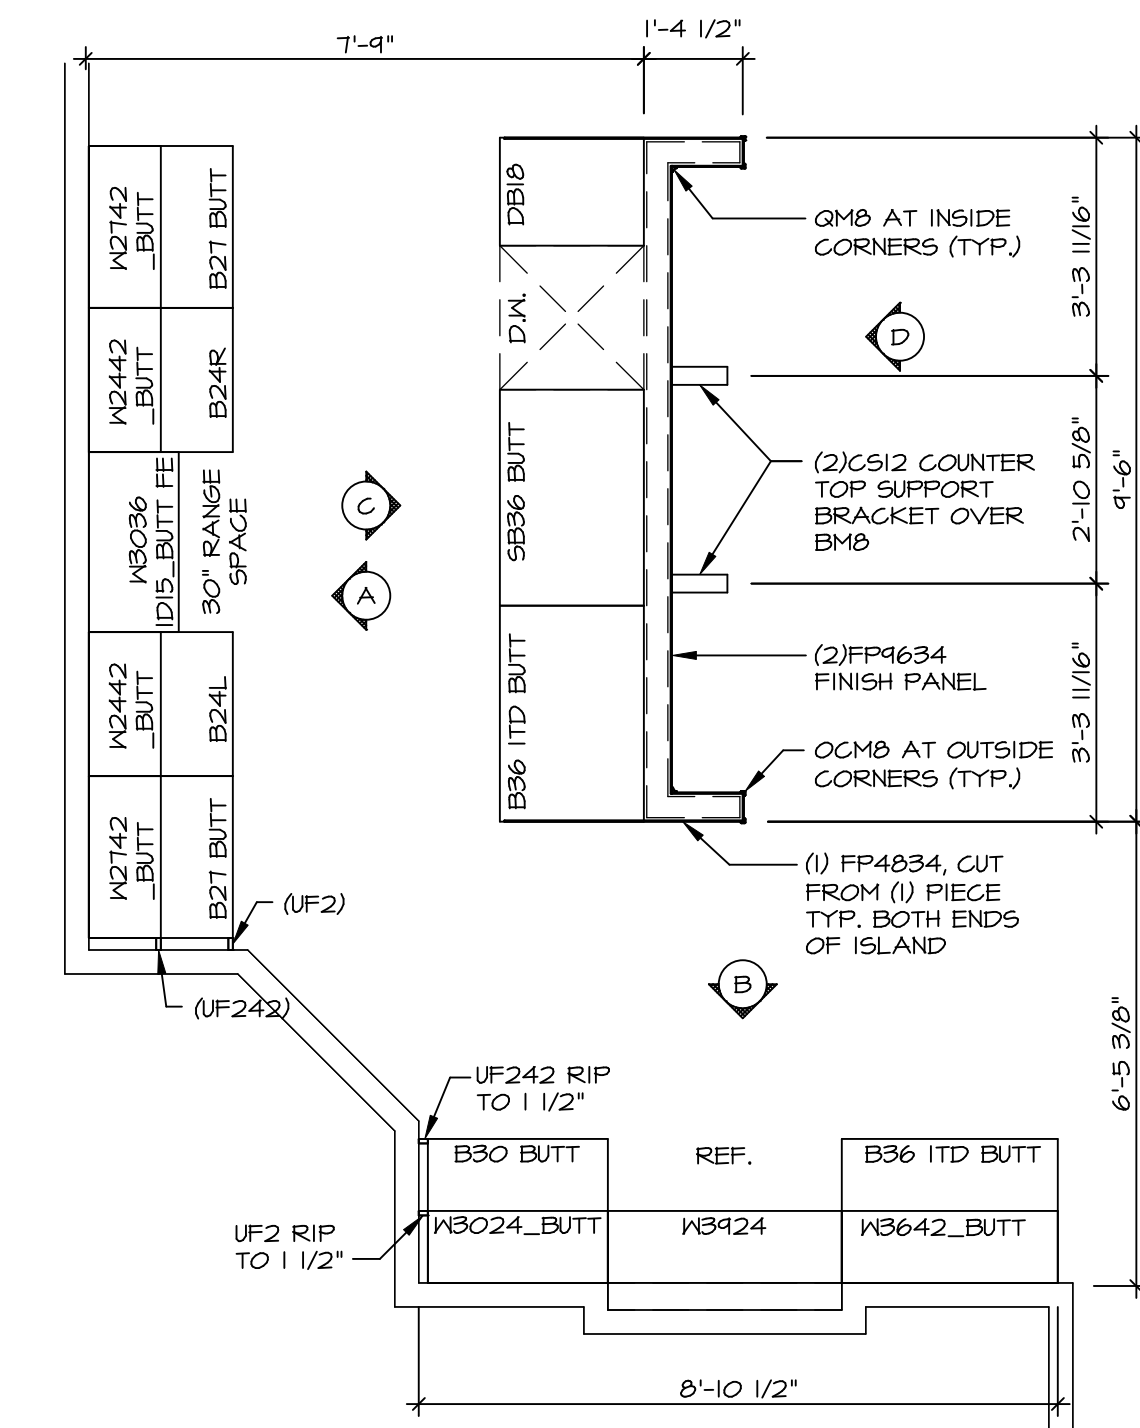 7'-9"
1'-4 1/2"
W2742
_BUTT
B27 BUTT
W2442
_BUTT
B24R
W3036
1D15_BUTT FE
30" RANGE
SPACE
W2442
_BUTT
B24L
W2742
_BUTT
B27 BUTT
(UF2)
(UF242)
C
A
DB18
D.W.
SB36 BUTT
B36 1TD BUTT
QM8 AT INSIDE
CORNERS (TYP.)
D
(2)CS12 COUNTER
TOP SUPPORT
BRACKET OVER
BM8
(2)FP9634
FINISH PANEL
OCM8 AT OUTSIDE
CORNERS (TYP.)
(1) FP4834, CUT
FROM (1) PIECE
TYP. BOTH ENDS
OF ISLAND
3'-3 11/16"
2'-10 5/8"
3'-3 11/16"
9'-6"
6'-5 3/8"
B
UF242 RIP
TO 1 1/2"
UF2 RIP
TO 1 1/2"
B30 BUTT
REF.
B36 1TD BUTT
W3024_BUTT
W3924
W3642_BUTT
8'-10 1/2"